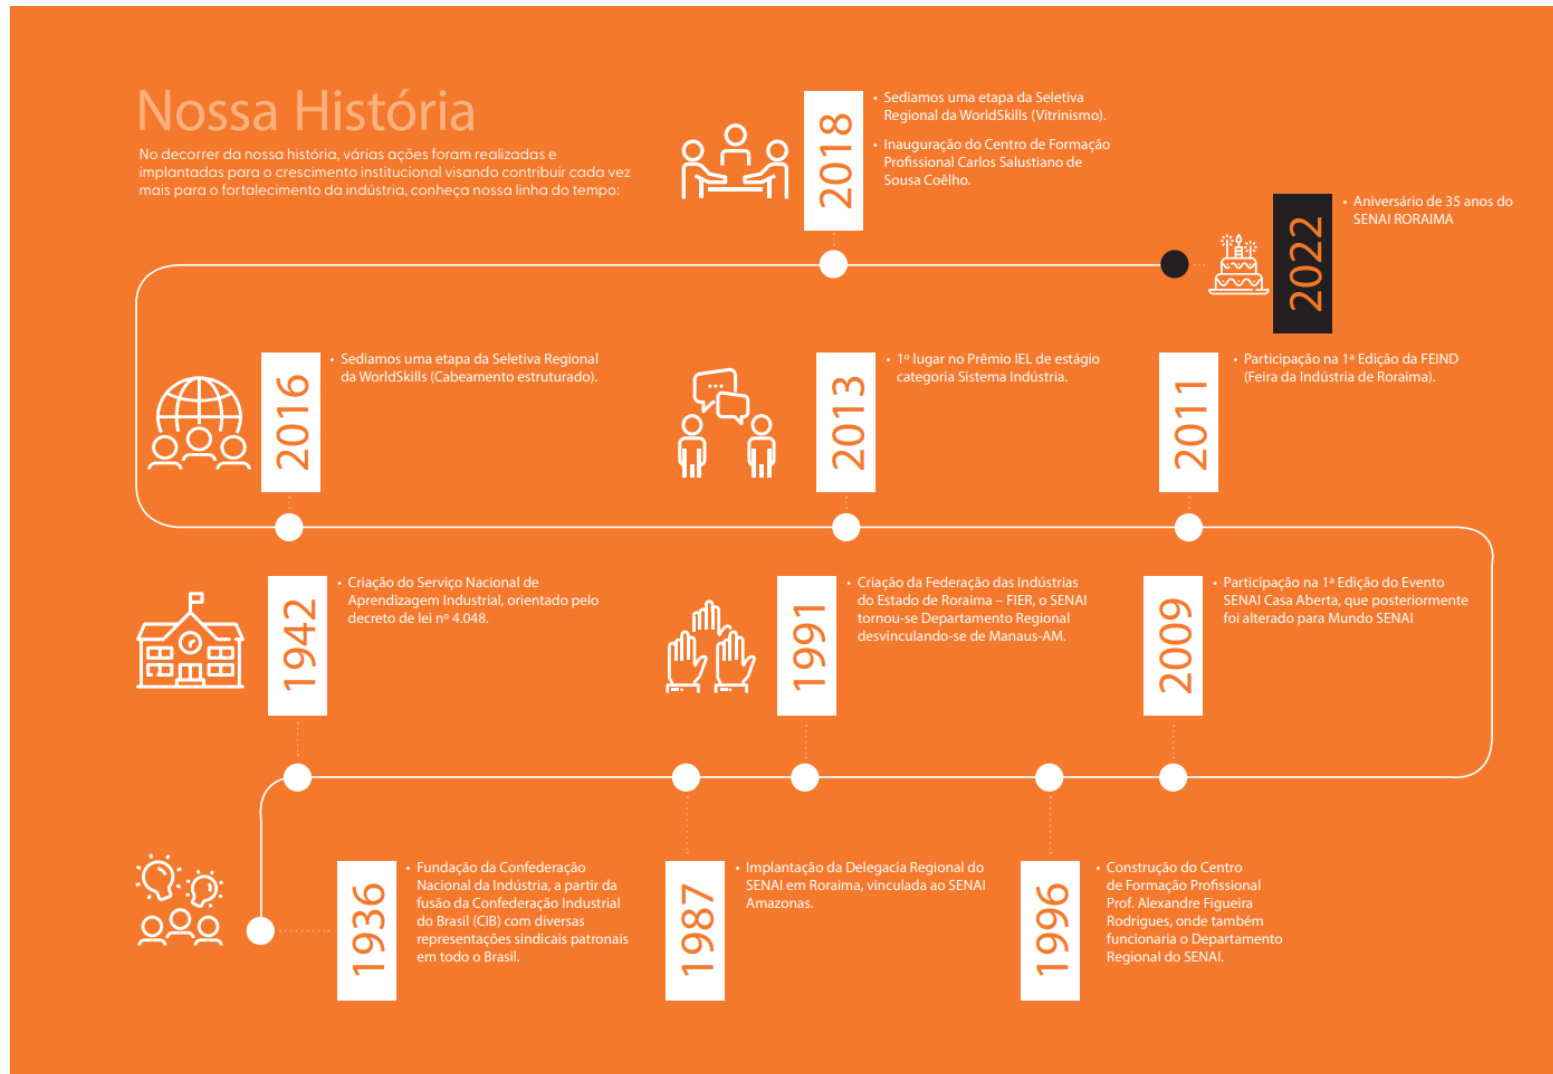 Nossa História
No decorrer da nossa história, várias ações foram realizadas e
implantadas para o crescimento institucional visando contribuir cada vez
mais para o fortalecimento da indústria, conheça nossa linha do tempo:
2018
• Sediamos uma etapa da Seletiva
Regional da WorldSkills (Vitrinismo).
• Inauguração do Centro de Formação
Profissional Carlos Salustiano de
Sousa Coêlho.
2022
• Aniversário de 35 anos do
SENAI RORAIMA
2016
• Sediamos uma etapa da Seletiva Regional
da WorldSkills (Cabeamento estruturado).
2013
• 1º lugar no Prêmio IEL de estágio
categoria Sistema Indústria.
2011
• Participação na 1ª Edição da FEIND
(Feira da Indústria de Roraima).
1942
• Criação do Serviço Nacional de
Aprendizagem Industrial, orientado pelo
decreto de lei nº 4.048.
1991
• Criação da Federação das Indústrias
do Estado de Roraima – FIER, o SENAI
tornou-se Departamento Regional
desvinculando-se de Manaus-AM.
2009
• Participação na 1ª Edição do Evento
SENAI Casa Aberta, que posteriormente
foi alterado para Mundo SENAI
1936
• Fundação da Confederação
Nacional da Indústria, a partir da
fusão da Confederação Industrial
do Brasil (CIB) com diversas
representações sindicais patronais
em todo o Brasil.
1987
• Implantação da Delegacia Regional do
SENAI em Roraima, vinculada ao SENAI
Amazonas.
1996
• Construção do Centro
de Formação Profissional
Prof. Alexandre Figueira
Rodrigues, onde também
funcionaria o Departamento
Regional do SENAI.